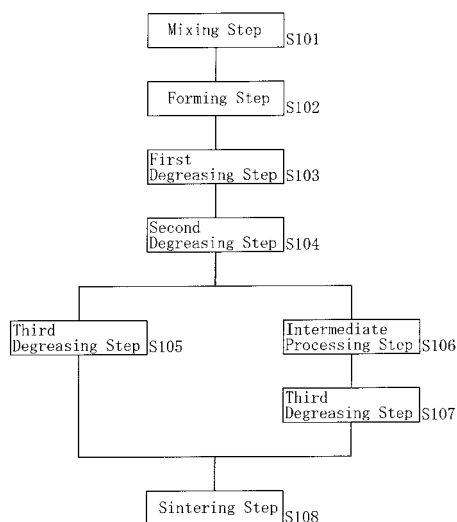 Mixing Step
S101
Forming Step
S102
First
Degreasing Step
S103
Second
Degreasing Step
S104
Third
Degreasing Step
S105
Intermediate
Processing Step
S106
Third
Degreasing Step
S107
Sintering Step
S108